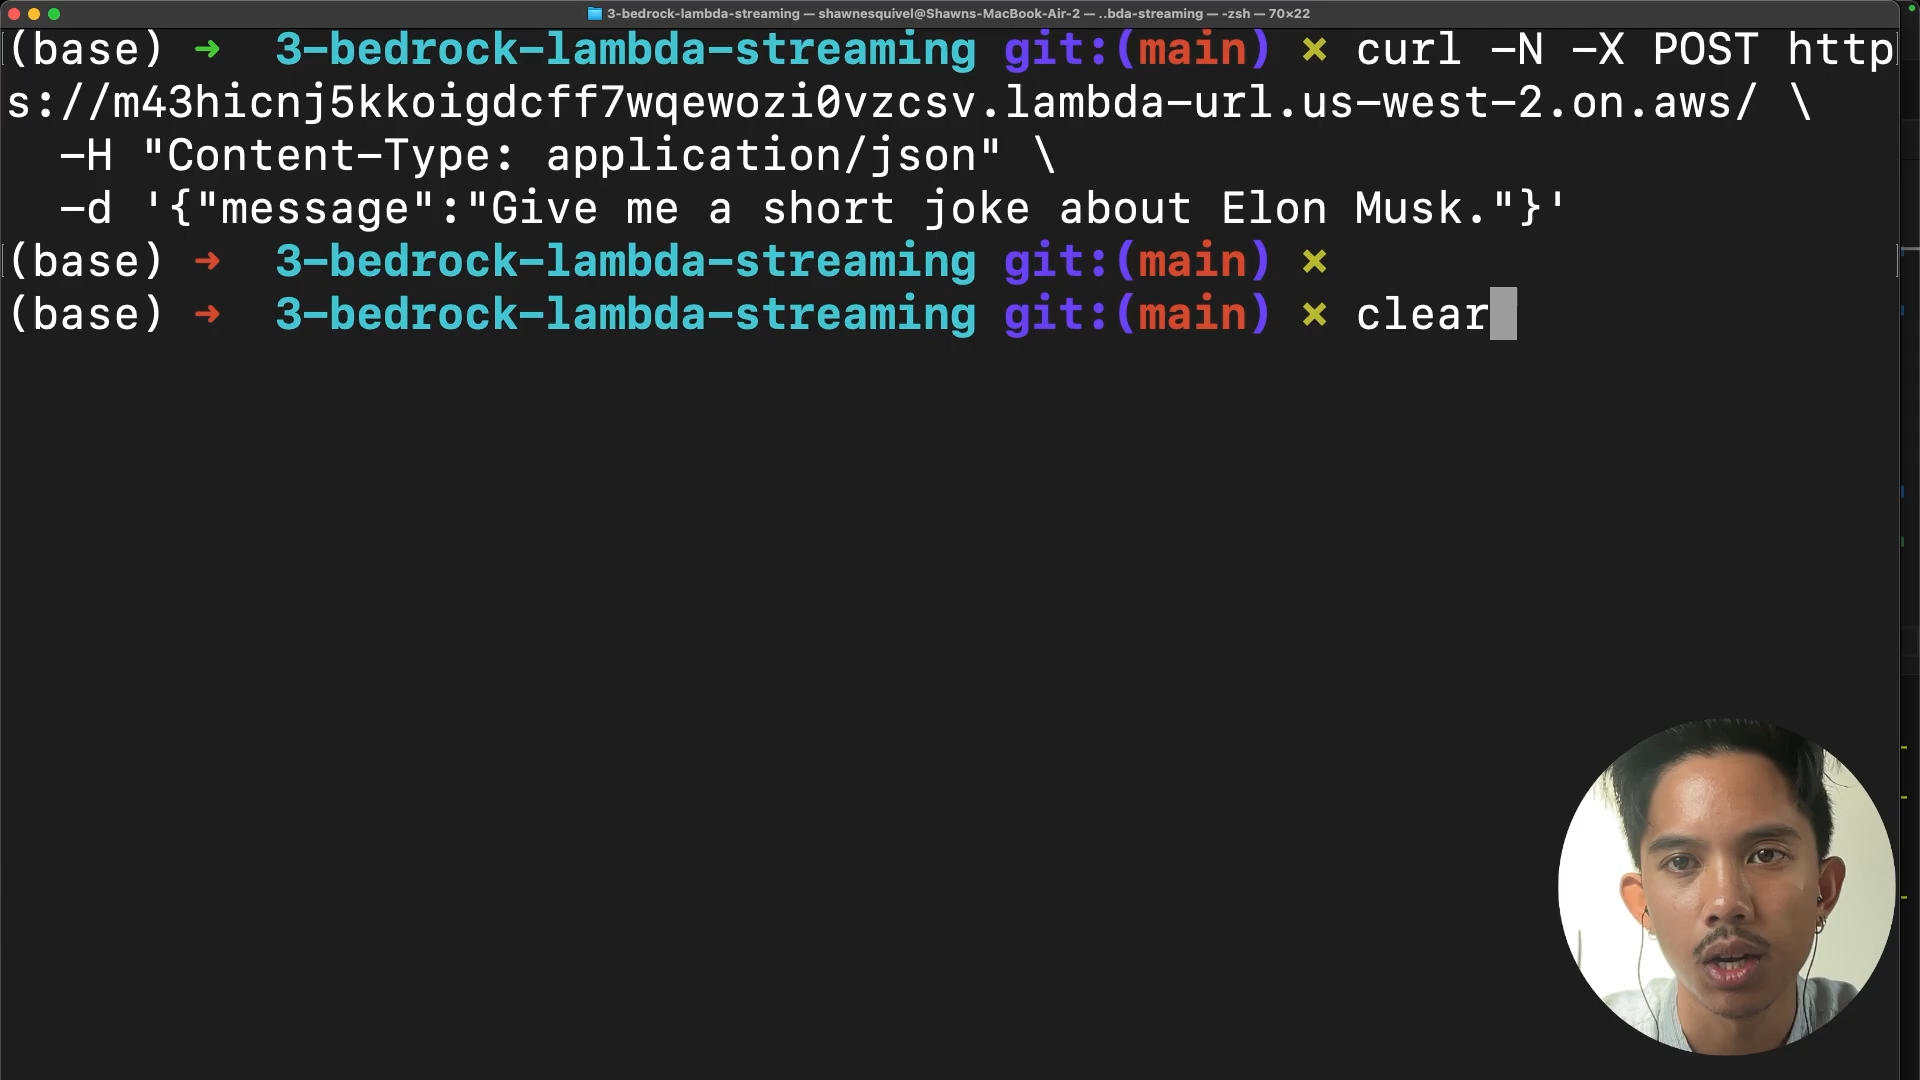 3-bedrock-lambda-streaming — shawnesquivel@Shawns-MacBook-Air-2 — ..bda-streaming — -zsh — 70×22
(base) ➜  3-bedrock-lambda-streaming git:(main) ✗ curl -N -X POST http
s://m43hicnj5kkoigdcff7wqewozi0vzcsv.lambda-url.us-west-2.on.aws/ \
  -H "Content-Type: application/json" \
  -d '{"message":"Give me a short joke about Elon Musk."}'
(base) ➜  3-bedrock-lambda-streaming git:(main) ✗
(base) ➜  3-bedrock-lambda-streaming git:(main) ✗ clear